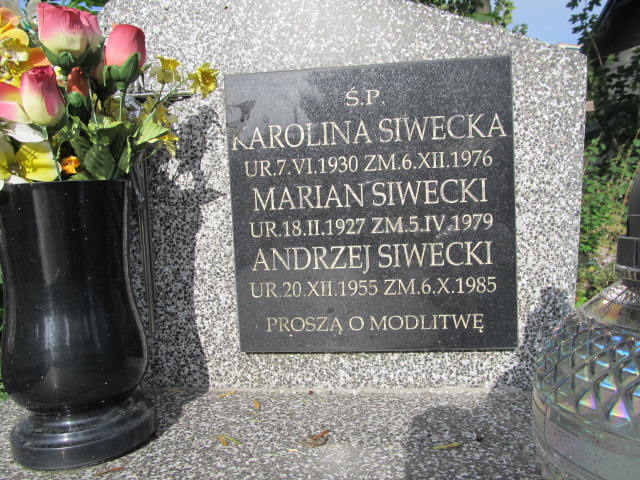 Ś.P.
KAROLINA SIWECKA
UR.7.VI.1930 ZM.6.XII.1976
MARIAN SIWECKI
UR.18.II.1927 ZM.5.IV.1979
ANDRZEJ SIWECKI
UR.20.XII.1955 ZM.6.X.1985
PROSZĄ O MODLITWĘ